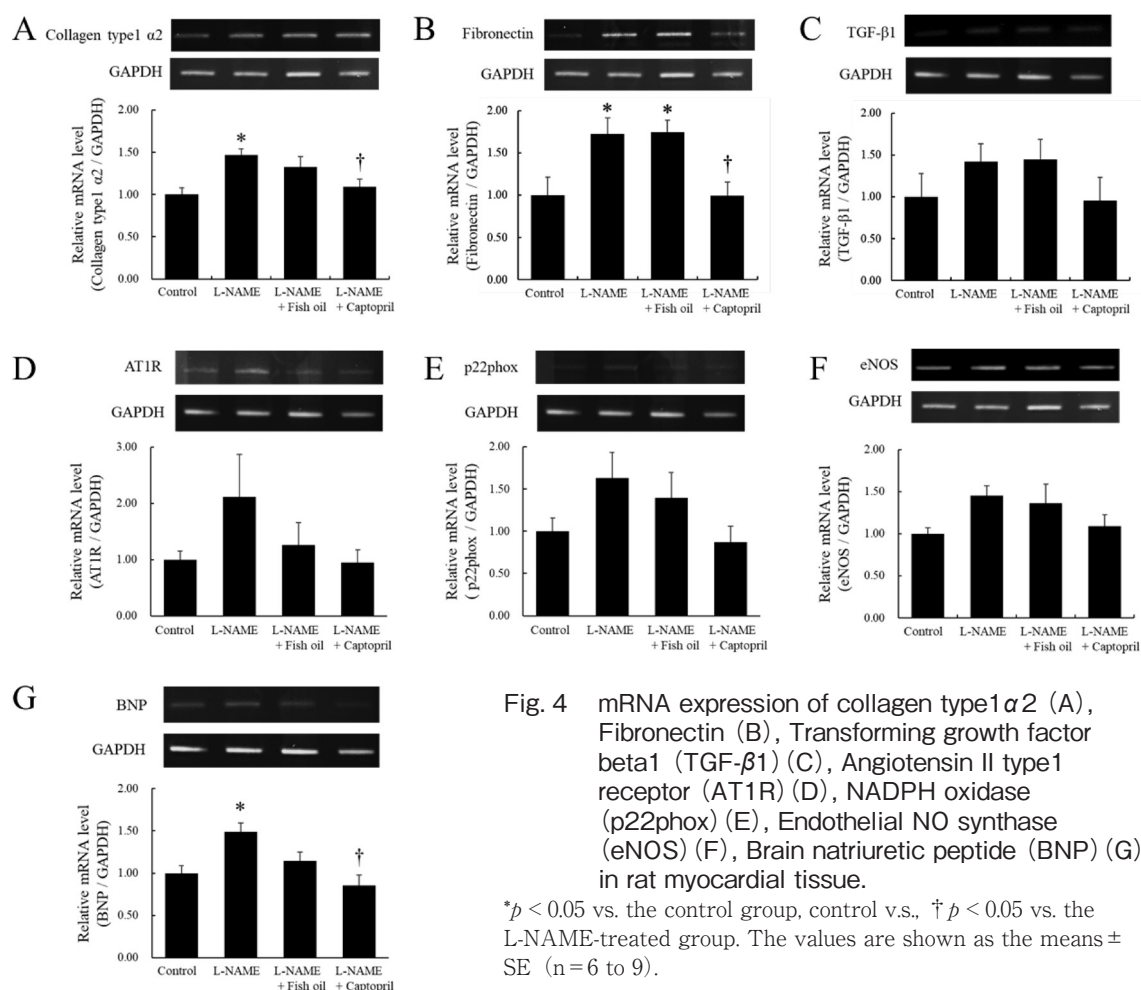 A
Collagen type1 α2
GAPDH
2.00
1.50
1.00
0.50
0.00
Relative mRNA level
(Collagen type1 α2 / GAPDH)
*
†
Control
L-NAME
L-NAME
+ Fish oil
L-NAME
+ Captopril
B
Fibronectin
GAPDH
2.00
1.50
1.00
0.50
0.00
Relative mRNA level
(Fibronectin / GAPDH)
*
*
†
Control
L-NAME
L-NAME
+ Fish oil
L-NAME
+ Captopril
C
TGF-β1
GAPDH
2.00
1.50
1.00
0.50
0.00
Relative mRNA level
(TGF-β1 / GAPDH)
Control
L-NAME
L-NAME
+ Fish oil
L-NAME
+ Captopril
D
AT1R
GAPDH
3.00
2.00
1.00
0.00
Relative mRNA level
(AT1R / GAPDH)
Control
L-NAME
L-NAME
+ Fish oil
L-NAME
+ Captopril
E
p22phox
GAPDH
2.00
1.50
1.00
0.50
0.00
Relative mRNA level
( p22phox / GAPDH)
Control
L-NAME
L-NAME
+ Fish oil
L-NAME
+ Captopril
F
eNOS
GAPDH
2.00
1.50
1.00
0.50
0.00
Relative mRNA level
(eNOS / GAPDH)
Control
L-NAME
L-NAME
+ Fish oil
L-NAME
+ Captopril
G
BNP
GAPDH
2.00
1.50
1.00
0.50
0.00
Relative mRNA level
(BNP / GAPDH)
*
†
Control
L-NAME
L-NAME
+ Fish oil
L-NAME
+ Captopril
Fig. 4 mRNA expression of collagen type1α2 (A),
Fibronectin (B), Transforming growth factor
beta1 (TGF-β1) (C), Angiotensin II type1
receptor (AT1R) (D), NADPH oxidase
(p22phox) (E), Endothelial NO synthase
(eNOS) (F), Brain natriuretic peptide (BNP) (G)
in rat myocardial tissue.
*p < 0.05 vs. the control group, control v.s., †p < 0.05 vs. the
L-NAME-treated group. The values are shown as the means ±
SE (n=6 to 9).